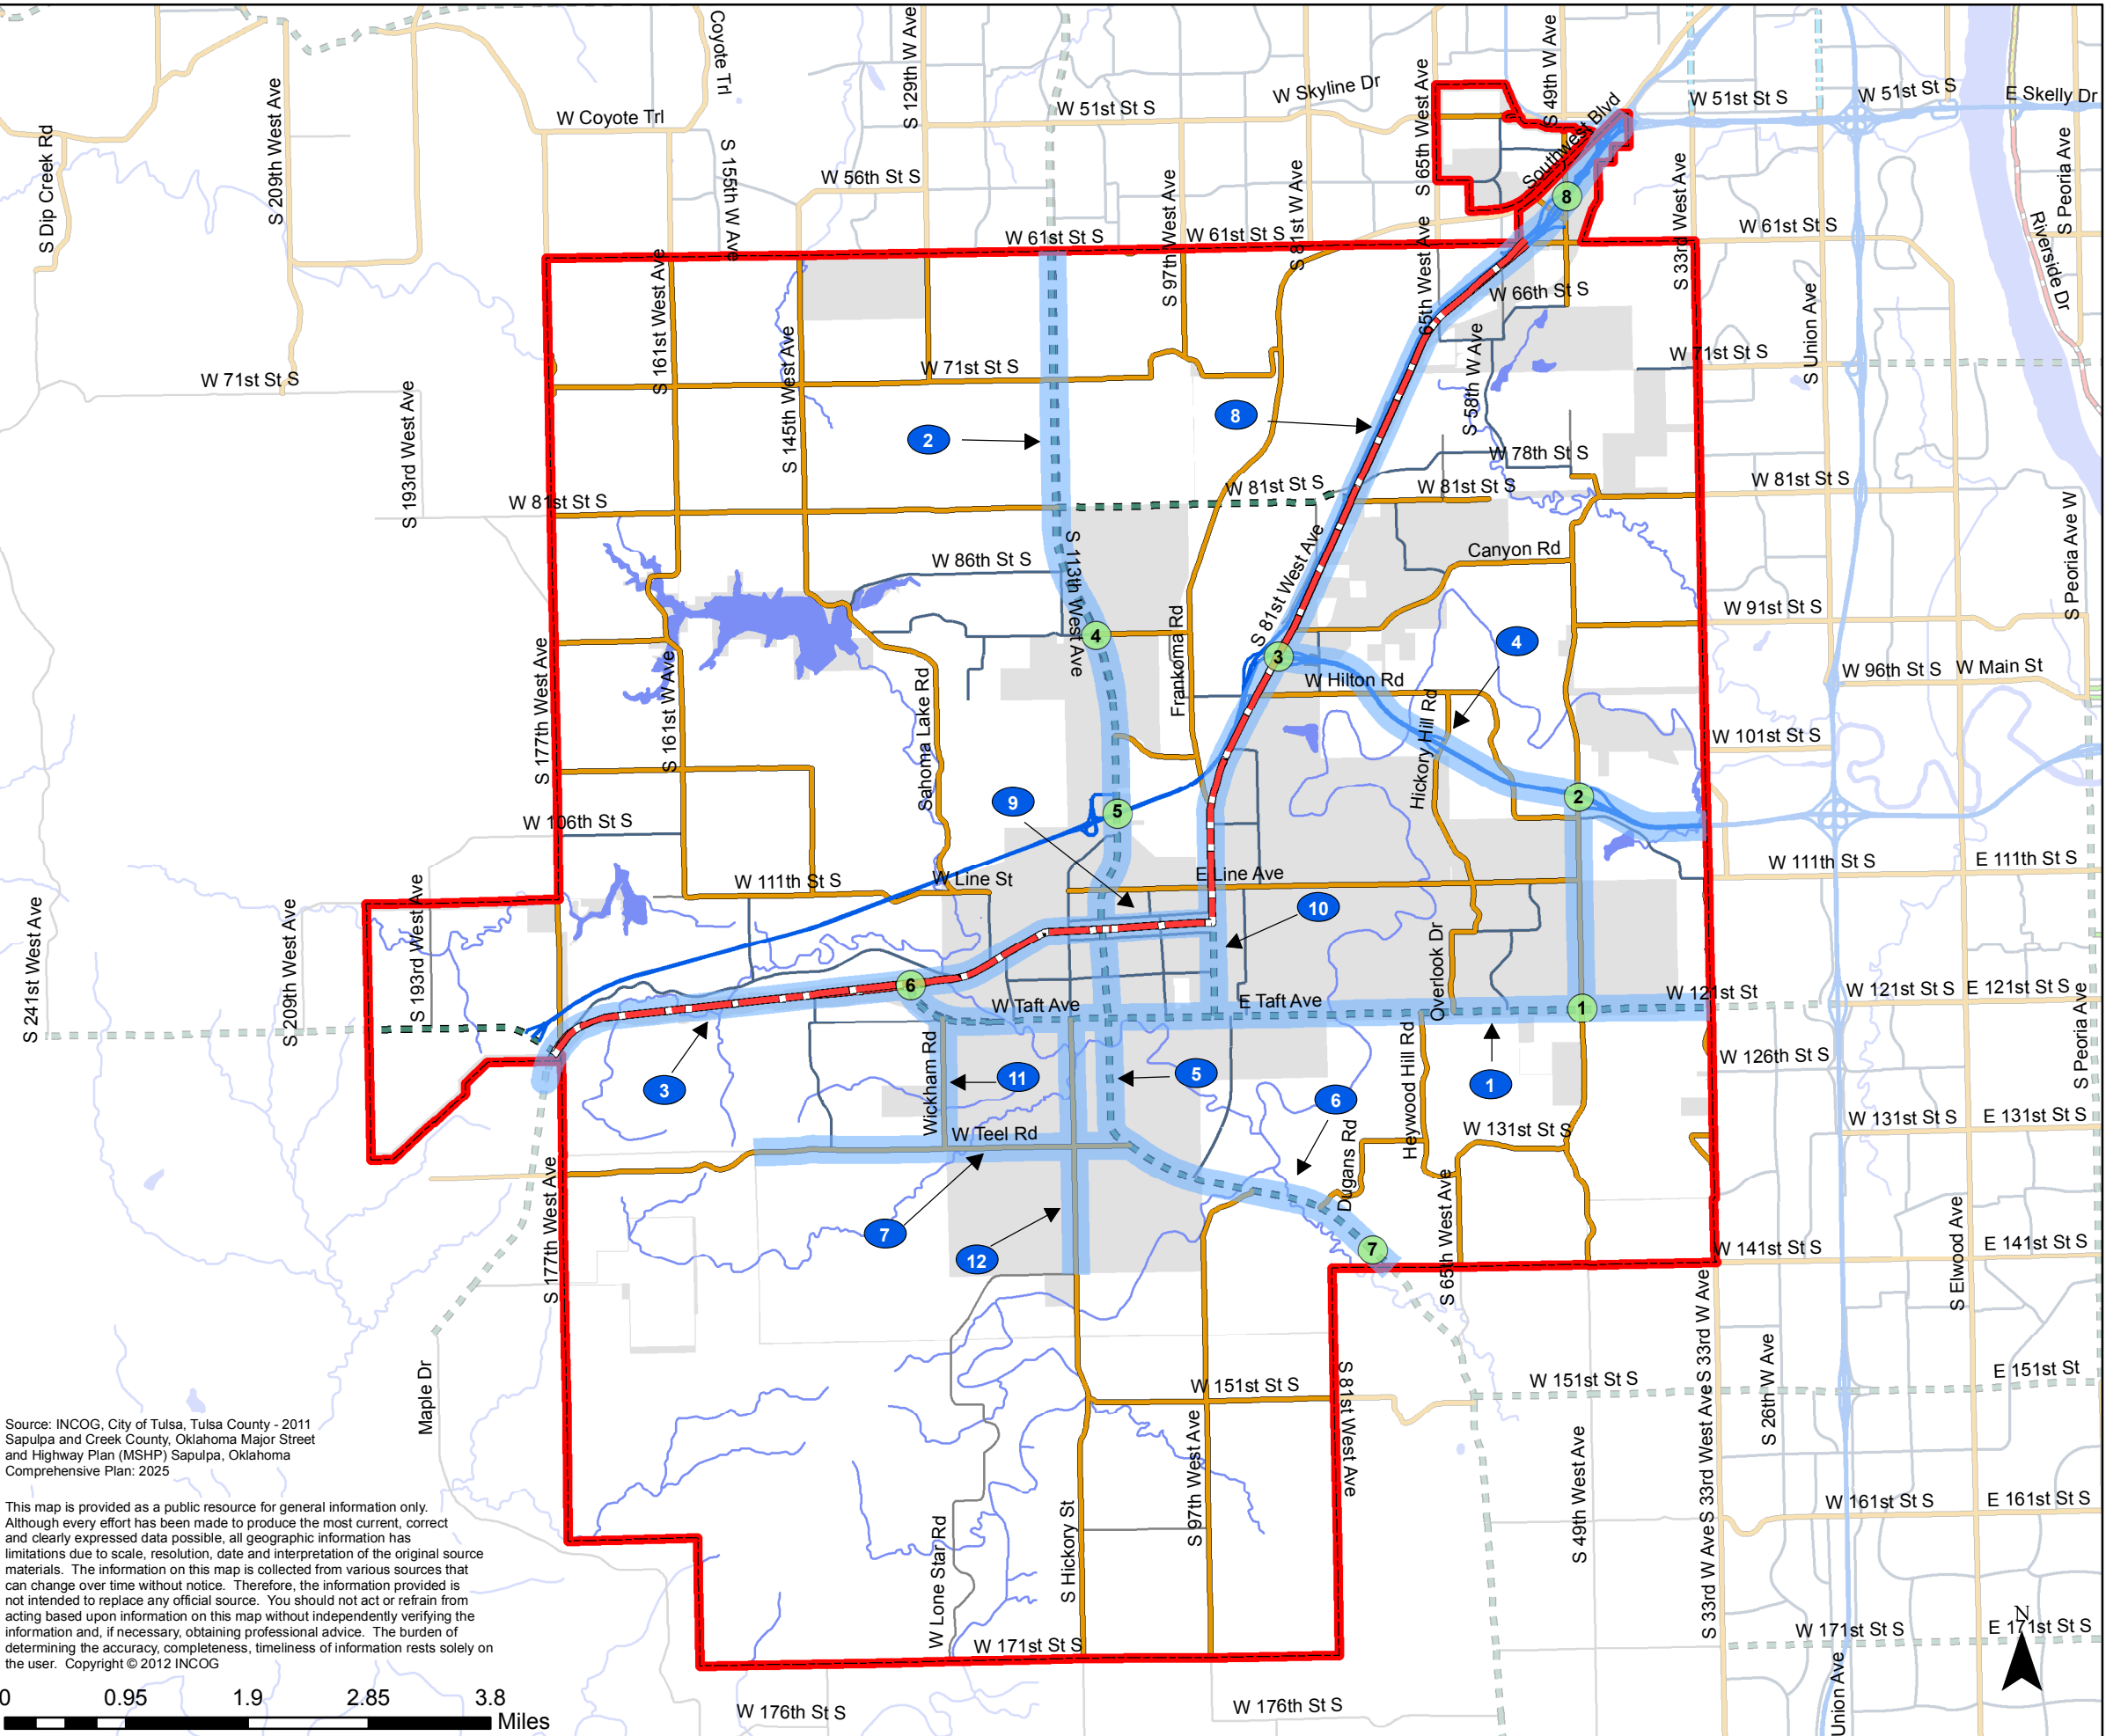 Coyote Trl
S 129th W Ave
S 49th W Ave
W Skyline Dr
W 51st St S
W 51st St S
W 51st St S
E Skelly Dr
S 209th West Ave
S 65th West Ave
Southwest Blvd
W Coyote Trl
S Dip Creek Rd
S 155th W Ave
W 56th St S
S 97th West Ave
S 81st W Ave
S 33rd West Ave
S Peoria Ave
8
W 61st St S
W 61st St S
W 61st St S
Riverside Dr
S 161st West Ave
65th West Ave
W 66th St S
S Union Ave
S 145th West Ave
S 58th W Ave
W 71st St S
W 71st St S
W 71st St S
S 193rd West Ave
8
2
W 78th St S
W 81st St S
W 81st St S
W 81st St S
W 81st St S
S 113th West Ave
S 81st West Ave
S Peoria Ave W
W 86th St S
Canyon Rd
W 91st St S
Frankoma Rd
4
4
3
S 177th West Ave
S 161st W Ave
Sahoma Lake Rd
W Hilton Rd
Hickory Hill Rd
W 96th St S
W Main St
W 101st St S
9
2
5
W 106th St S
W 111th St S
W Line St
E Line Ave
W 111th St S
E 111th St S
S 241st West Ave
S 209th West Ave
S 193rd West Ave
10
Overlook Dr
6
W Taft Ave
E Taft Ave
1
W 121st St
W 121st St S
E 121st St S
S Peoria Ave
Wickham Rd
3
11
5
6
1
Heywood Hill Rd
W 126th St S
W Teel Rd
Dugans Rd
W 131st St S
W 131st St S
E 131st St S
S 177th West Ave
7
12
7
S 65th West Ave
W 141st St S
E 141st St S
S Elwood Ave
Maple Dr
S 81st West Ave
W 151st St S
W 151st St S
E 151st St
S 33rd W Ave
S 33rd West Ave
S 26th W Ave
S 97th West Ave
S 49th West Ave
W 161st St S
E 161st St S
W Lone Star Rd
S Hickory St
S 33rd W Ave
W 171st St S
W 171st St S
E 171st St S
N
Union Ave
W 176th St S
W 176th St S
Source: INCOG, City of Tulsa, Tulsa County - 2011
Sapulpa and Creek County, Oklahoma Major Street
and Highway Plan (MSHP) Sapulpa, Oklahoma
Comprehensive Plan: 2025
This map is provided as a public resource for general information only.
Although every effort has been made to produce the most current, correct
and clearly expressed data possible, all geographic information has
limitations due to scale, resolution, date and interpretation of the original source
materials. The information on this map is collected from various sources that
can change over time without notice. Therefore, the information provided is
not intended to replace any official source. You should not act or refrain from
acting based upon information on this map without independently verifying the
information and, if necessary, obtaining professional advice. The burden of
determining the accuracy, completeness, timeliness of information rests solely on
the user. Copyright © 2012 INCOG
0 0.95 1.9 2.85 3.8
Miles